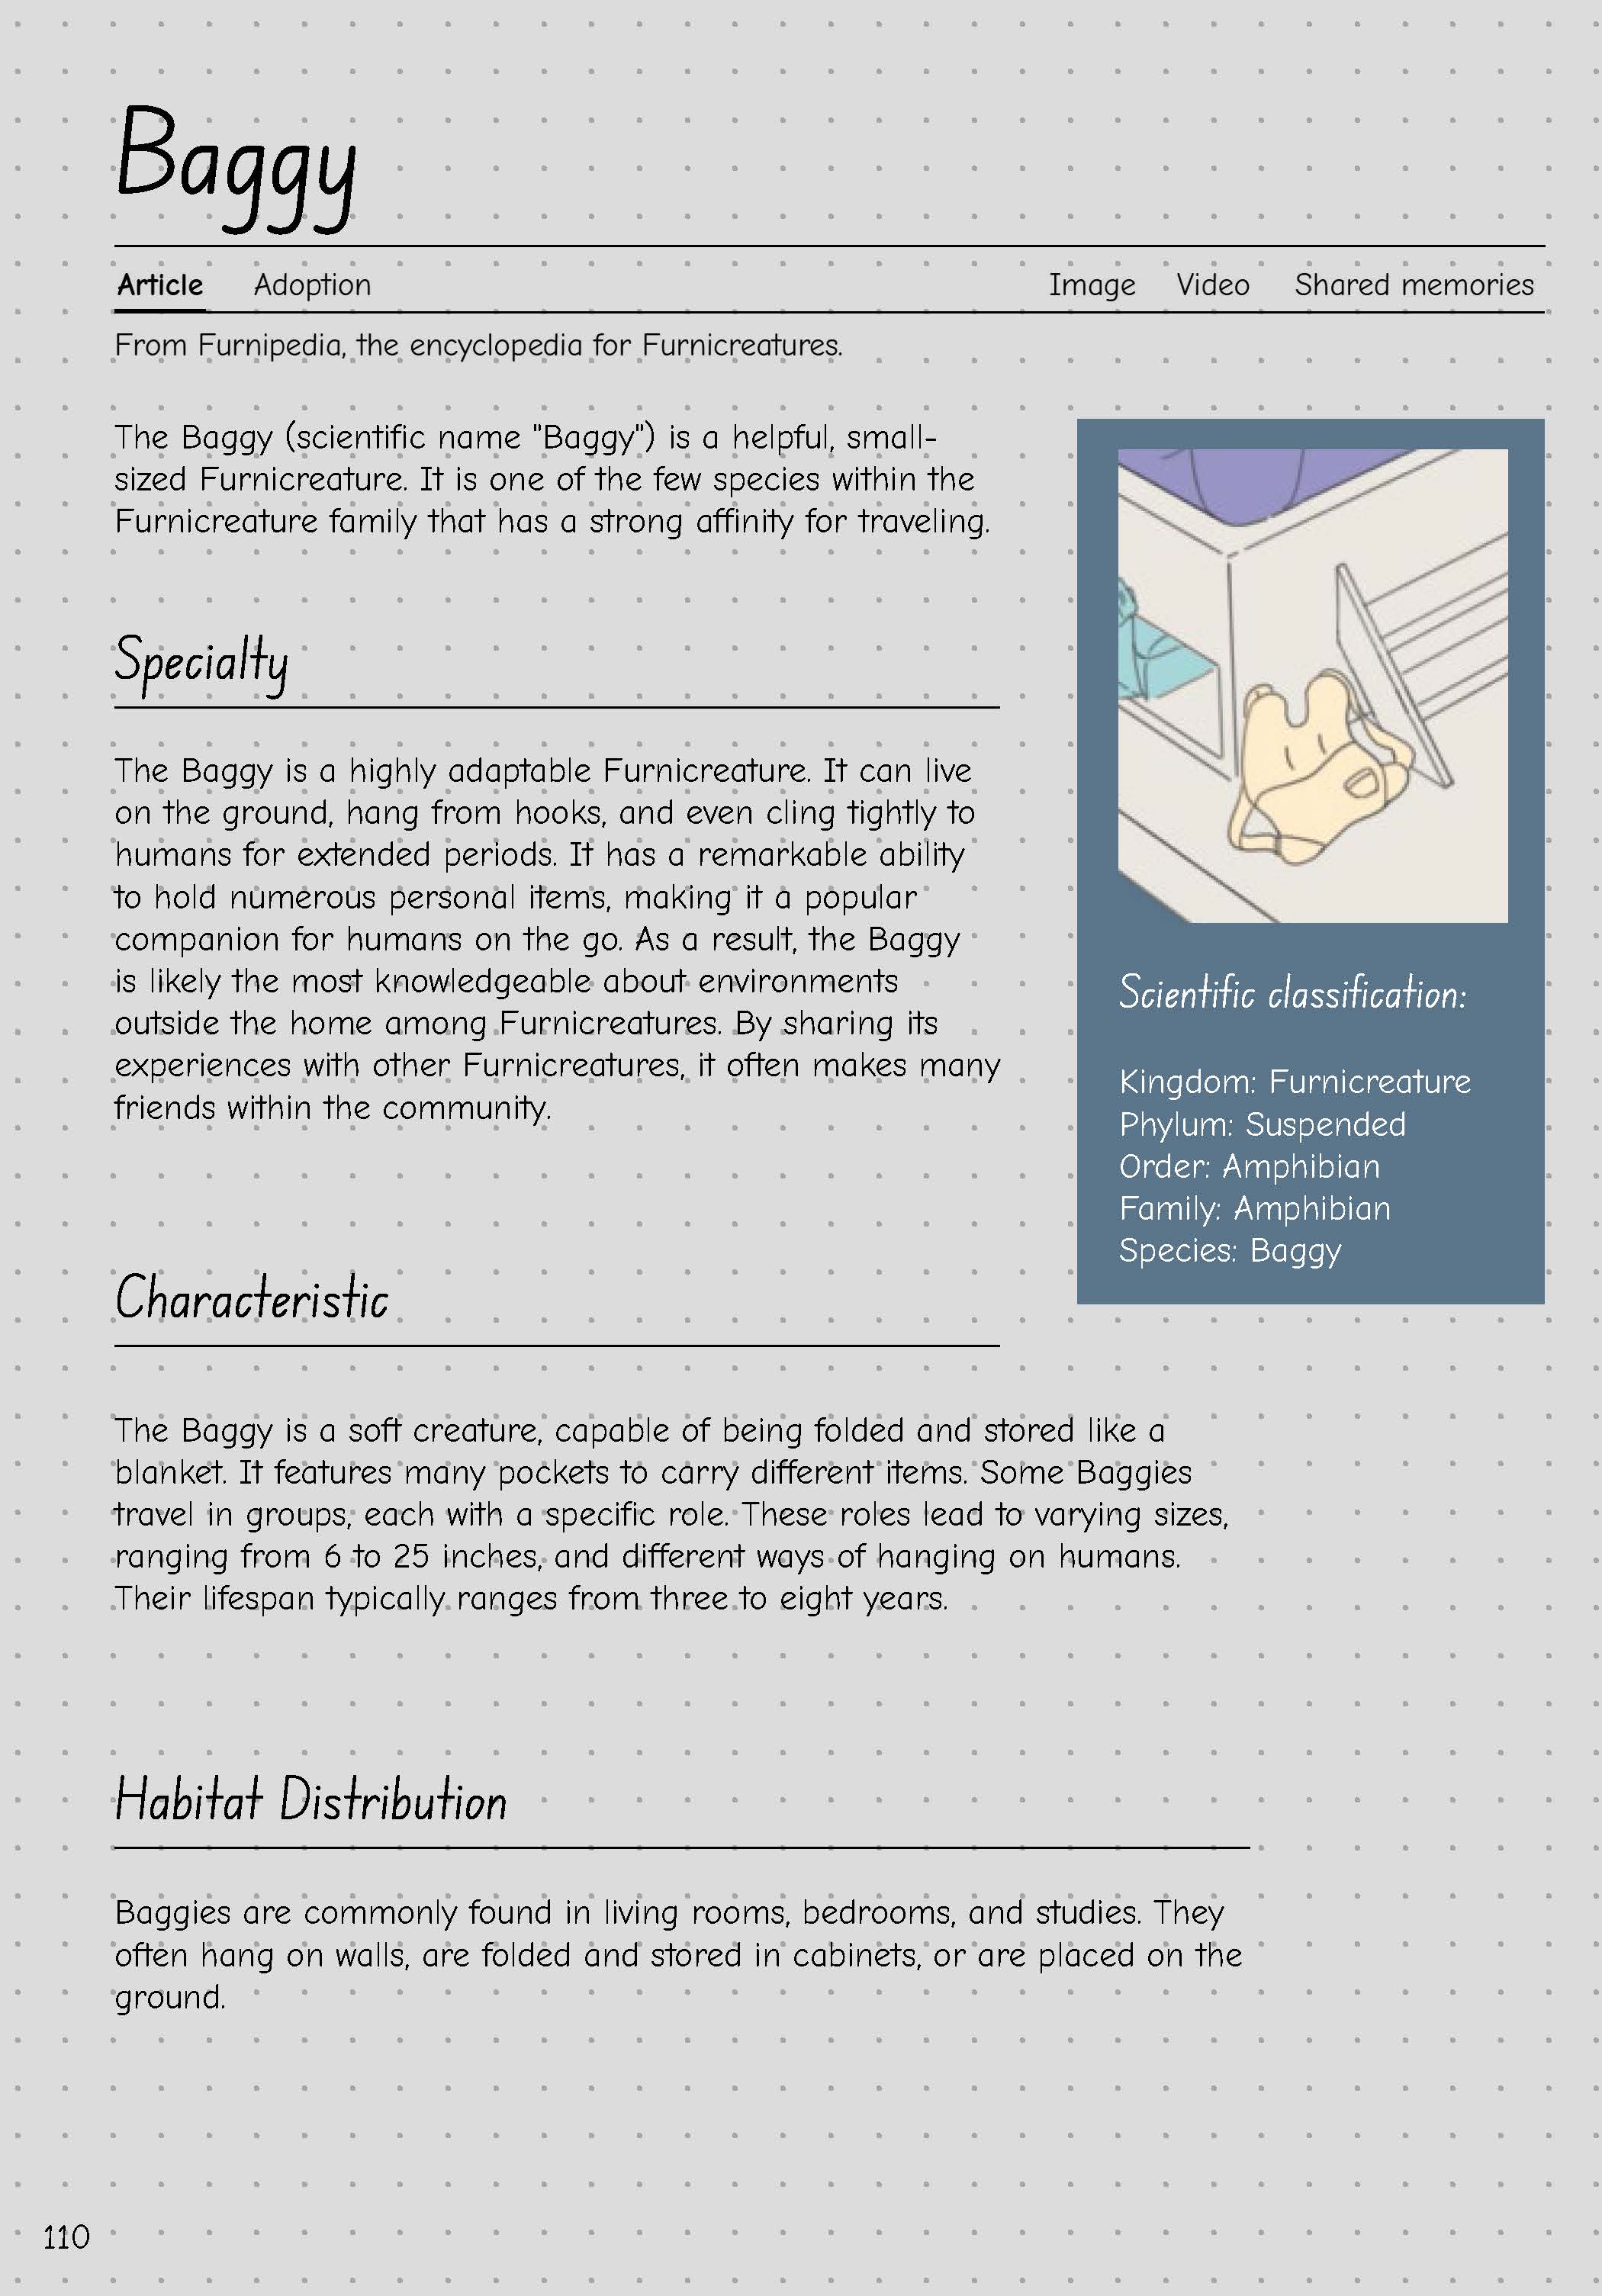 Baggy
Article Adoption Image Video Shared memories
From Furnipedia, the encyclopedia for Furnicreatures.
The Baggy (scientific name "Baggy") is a helpful, small-
sized Furnicreature. It is one of the few species within the
Furnicreature family that has a strong affinity for traveling.
Specialty
The Baggy is a highly adaptable Furnicreature. It can live
on the ground, hang from hooks, and even cling tightly to
humans for extended periods. It has a remarkable ability
to hold numerous personal items, making it a popular
companion for humans on the go. As a result, the Baggy
is likely the most knowledgeable about environments
outside the home among Furnicreatures. By sharing its
experiences with other Furnicreatures, it often makes many
friends within the community.
Scientific classification:
Kingdom: Furnicreature
Phylum: Suspended
Order: Amphibian
Family: Amphibian
Species: Baggy
Characteristic
The Baggy is a soft creature, capable of being folded and stored like a
blanket. It features many pockets to carry different items. Some Baggies
travel in groups, each with a specific role. These roles lead to varying sizes,
ranging from 6 to 25 inches, and different ways of hanging on humans.
Their lifespan typically ranges from three to eight years.
Habitat Distribution
Baggies are commonly found in living rooms, bedrooms, and studies. They
often hang on walls, are folded and stored in cabinets, or are placed on the
ground.
110